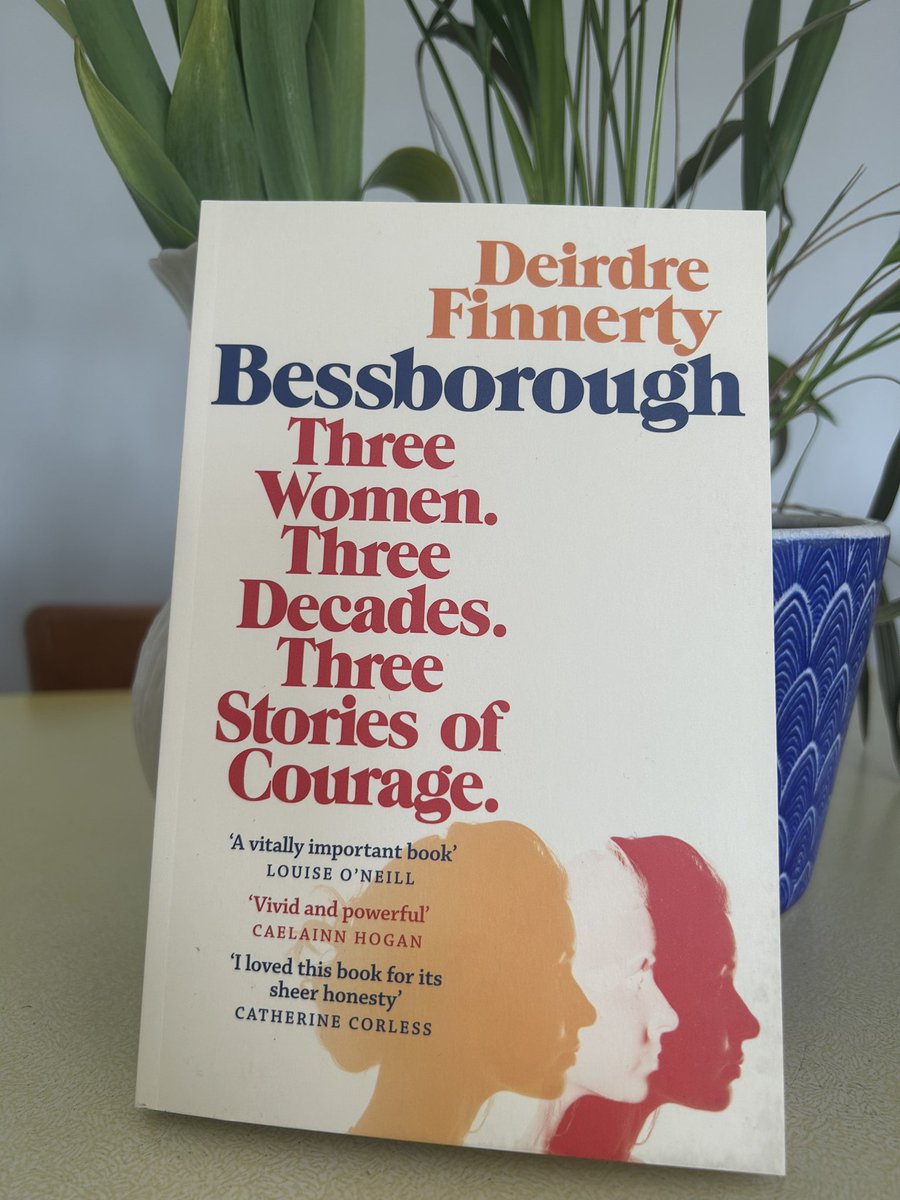 Deirdre
Finnerty
Bessborough
Three
Women.
Three
Decades.
Three
Stories of
Courage.
‘A vitally important book’
LOUISE O’NEILL
‘Vivid and powerful’
CAELAINN HOGAN
‘I loved this book for its
sheer honesty’
CATHERINE CORLESS